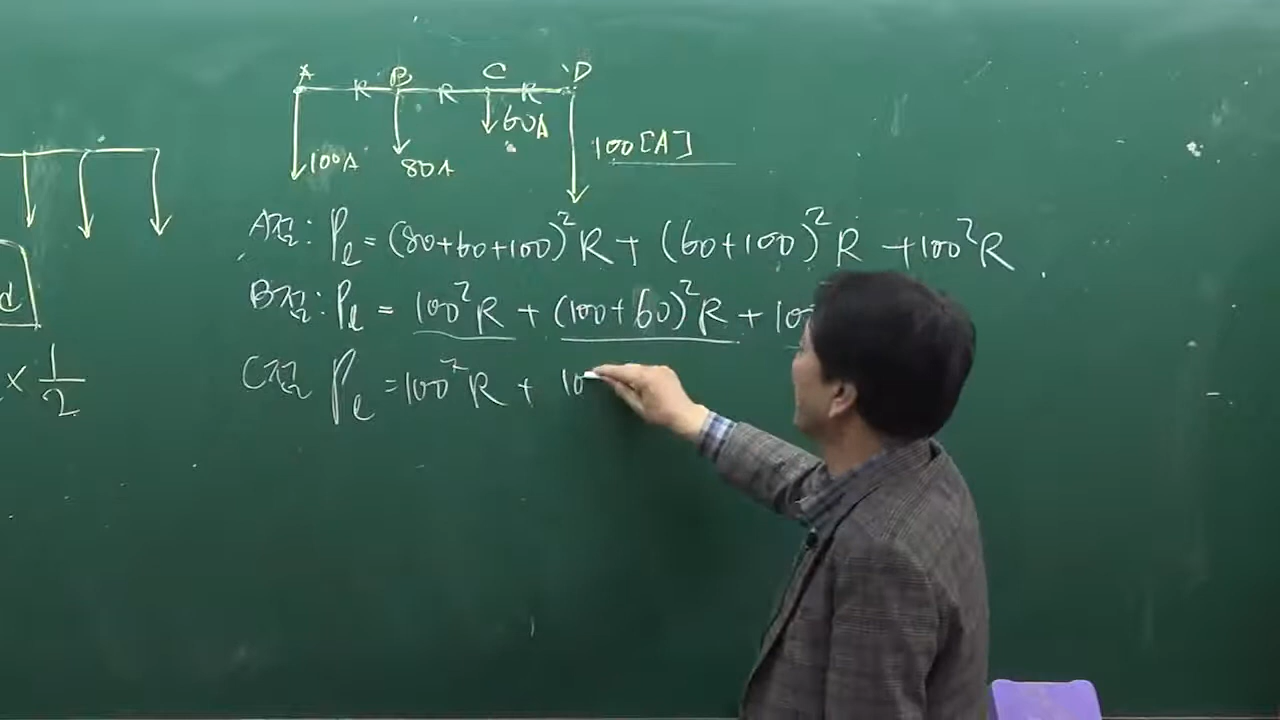 A B C D
R R R
100A 80A 60A 100[A]
A점: Pℓ = (80+60+100)²R + (60+100)²R + 100²R
B점: Pℓ = 100²R + (100+60)²R + 10
C점 Pℓ = 100²R + 10
d
× 1/2